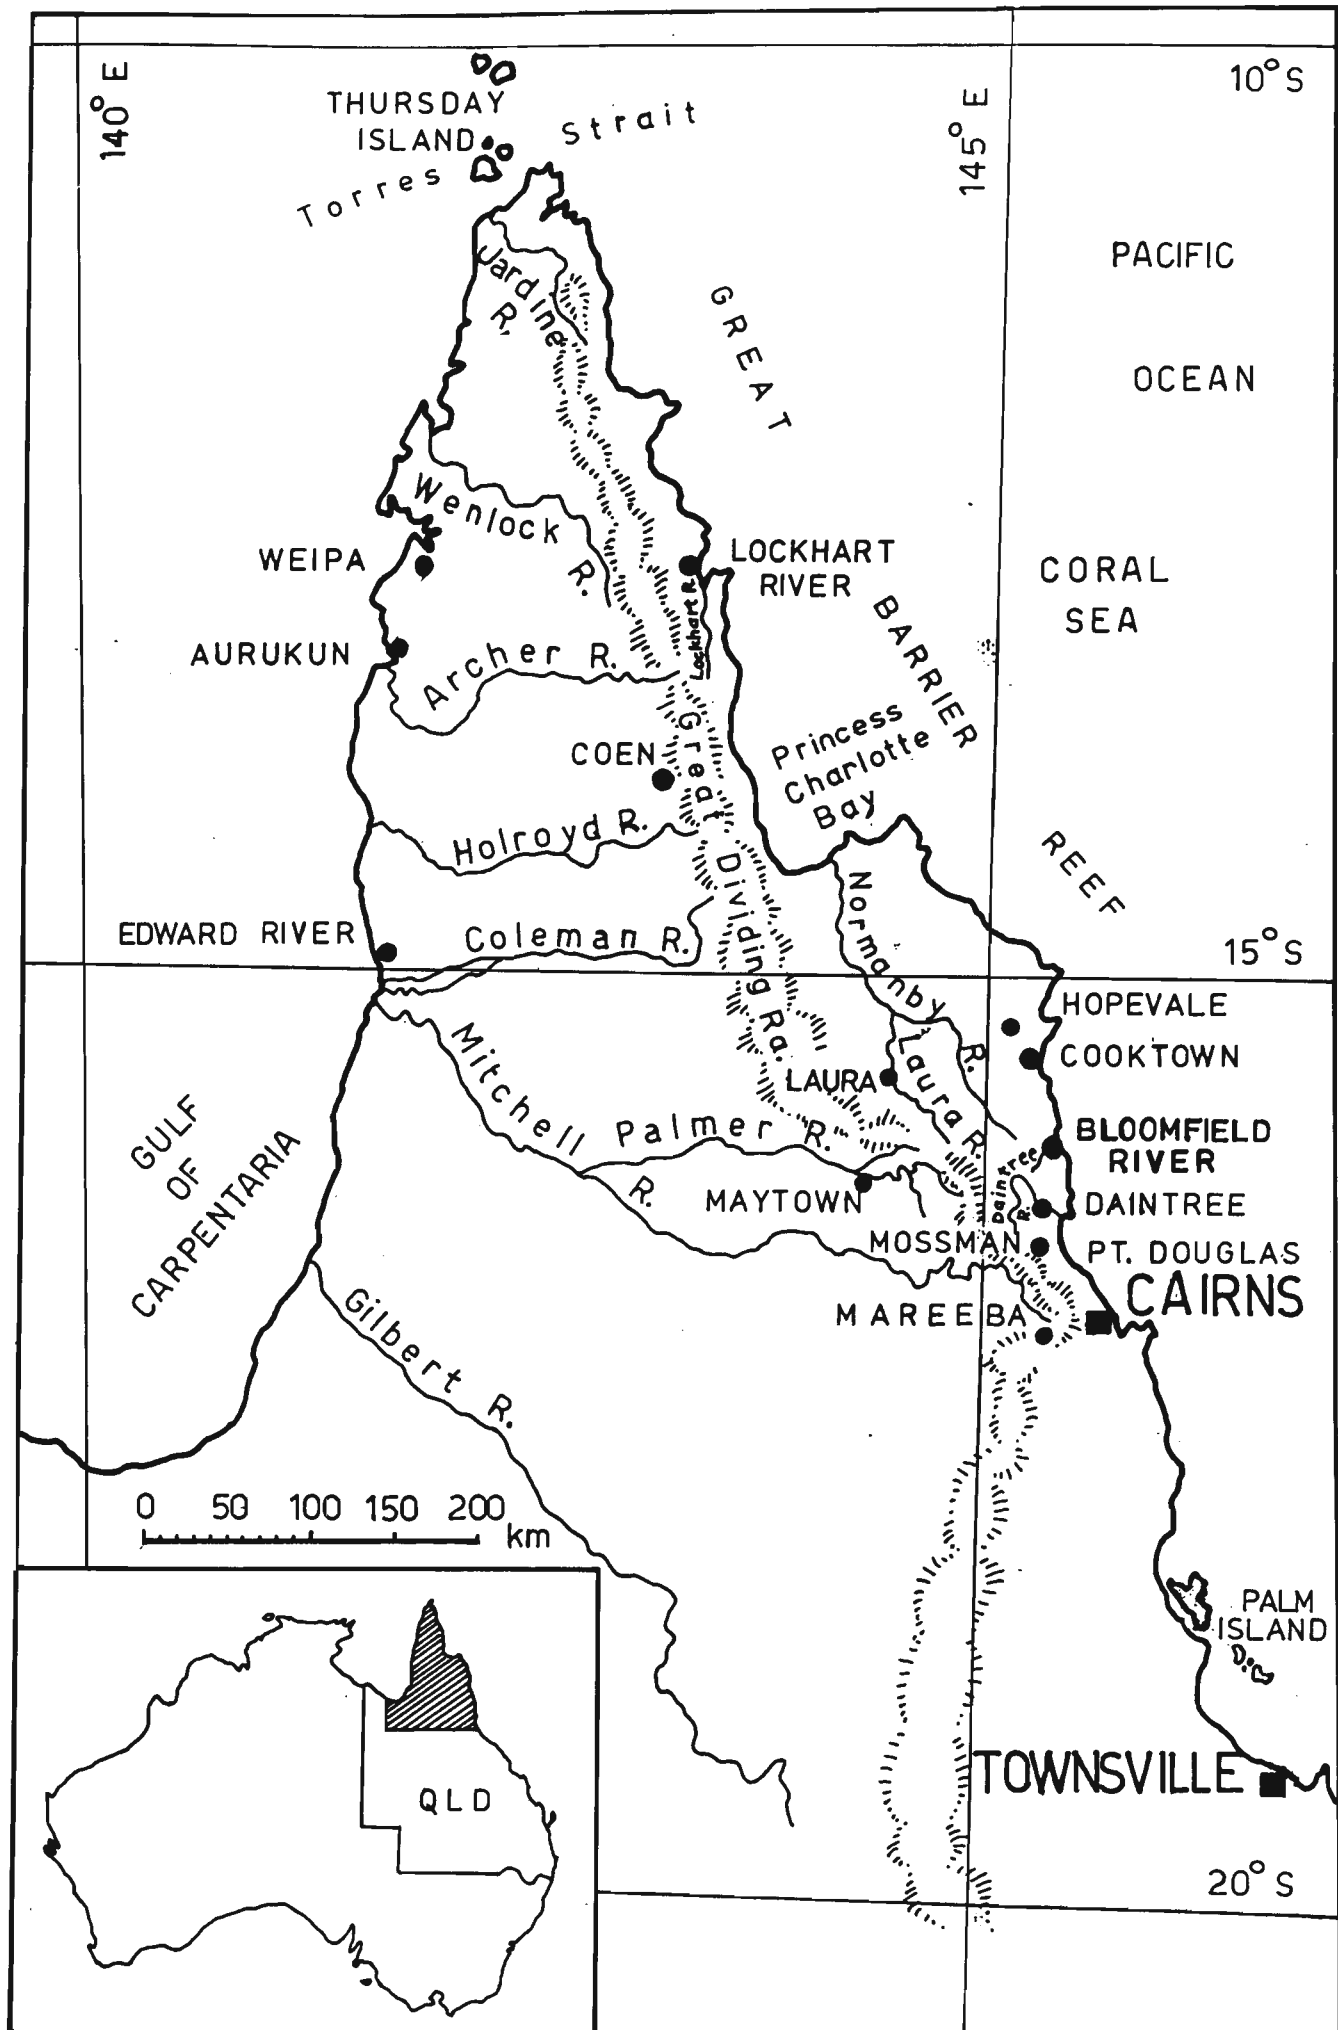 10° S
140° E
145° E
THURSDAY
ISLAND
Torres Strait
PACIFIC
OCEAN
Jardine
R.
GREAT
BARRIER
REEF
Wenlock
R.
WEIPA
LOCKHART
RIVER
Lockhart R.
CORAL
SEA
AURUKUN
Archer R.
COEN
Princess
Charlotte
Bay
Great Dividing Ra.
Holroyd R.
Normanby
R.
EDWARD RIVER
Coleman R.
15° S
HOPEVALE
COOKTOWN
Mitchell
R.
LAURA
Laura R.
Palmer R.
BLOOMFIELD
RIVER
GULF
OF
CARPENTARIA
MAYTOWN
Daintree
R.
DAINTREE
MOSSMAN
PT. DOUGLAS
CAIRNS
MAREEBA
Gilbert R.
0 50 100 150 200
km
PALM
ISLAND
TOWNSVILLE
QLD
20° S